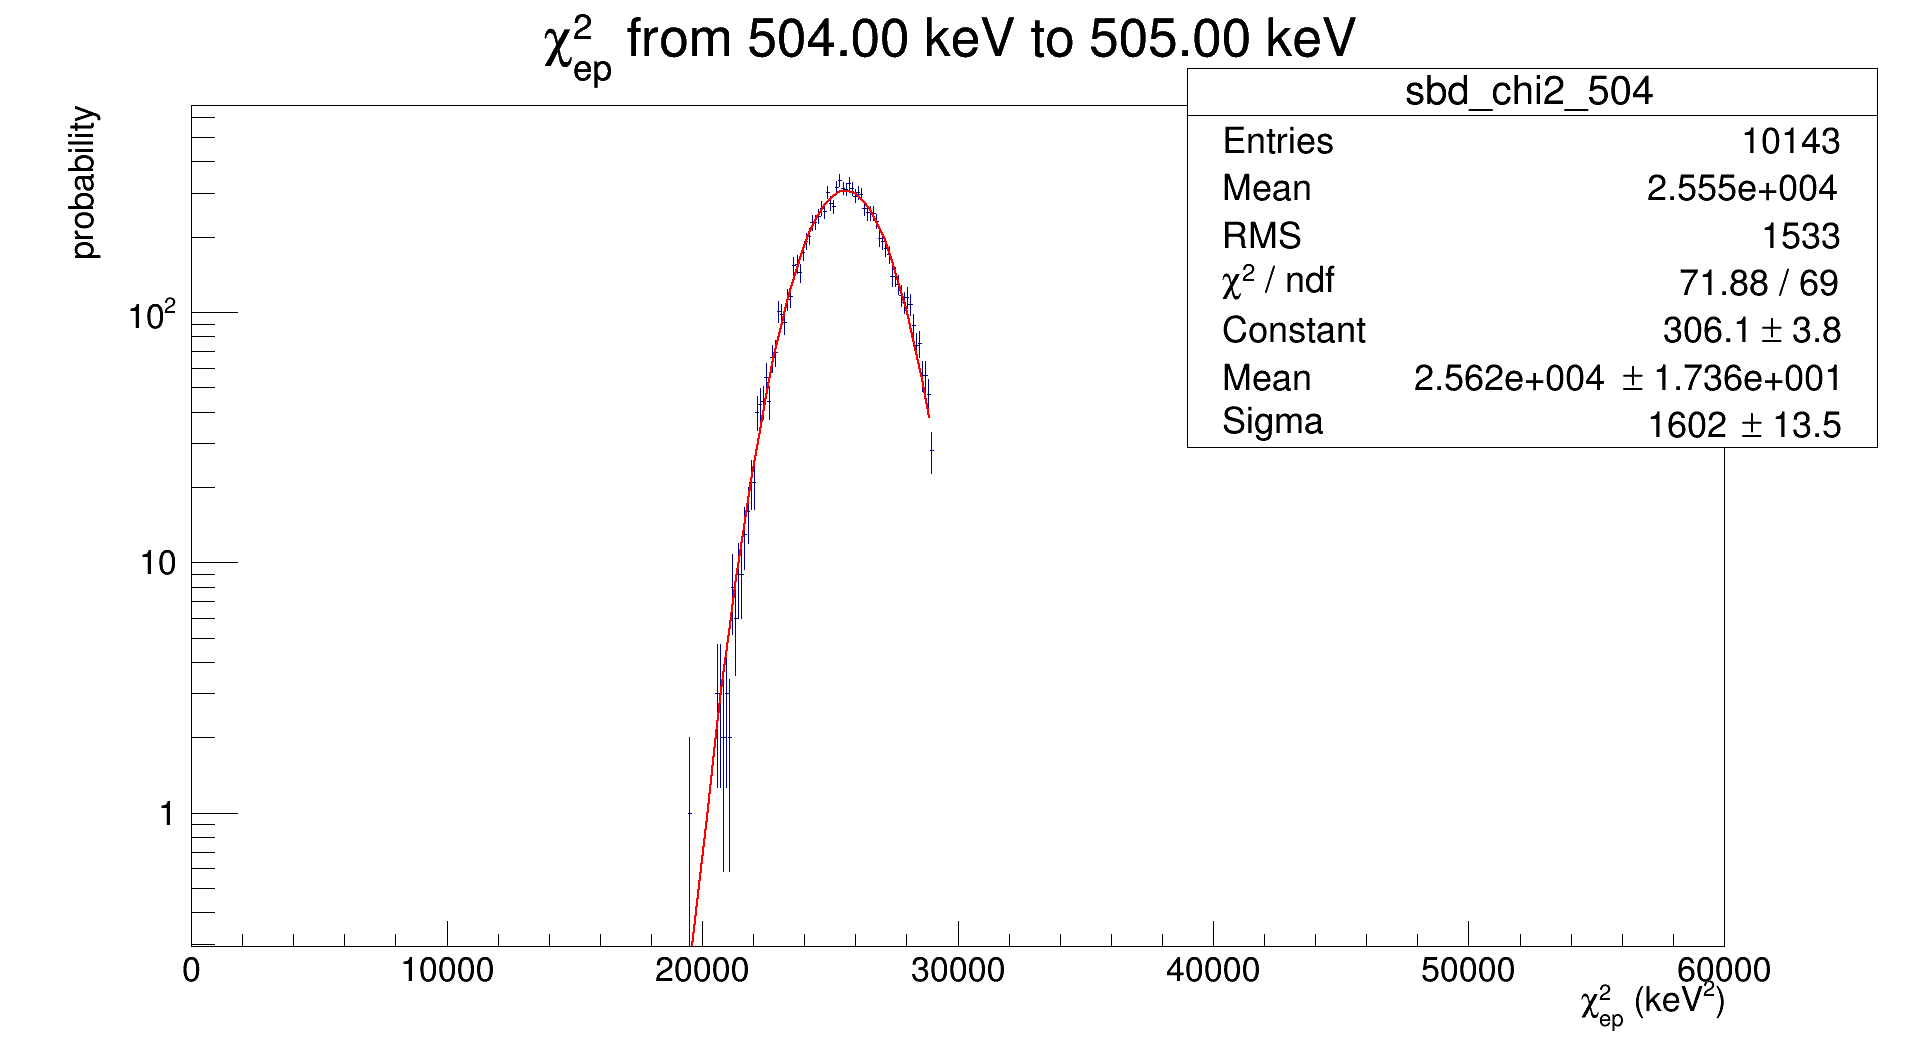 χ²ep from 504.00 keV to 505.00 keV
probability
sbd_chi2_504
Entries 10143
Mean 2.555e+004
RMS 1533
χ² / ndf 71.88 / 69
Constant 306.1 ± 3.8
Mean 2.562e+004 ± 1.736e+001
Sigma 1602 ± 13.5
10²
10
1
0 10000 20000 30000 40000 50000 60000
χ²ep (keV²)